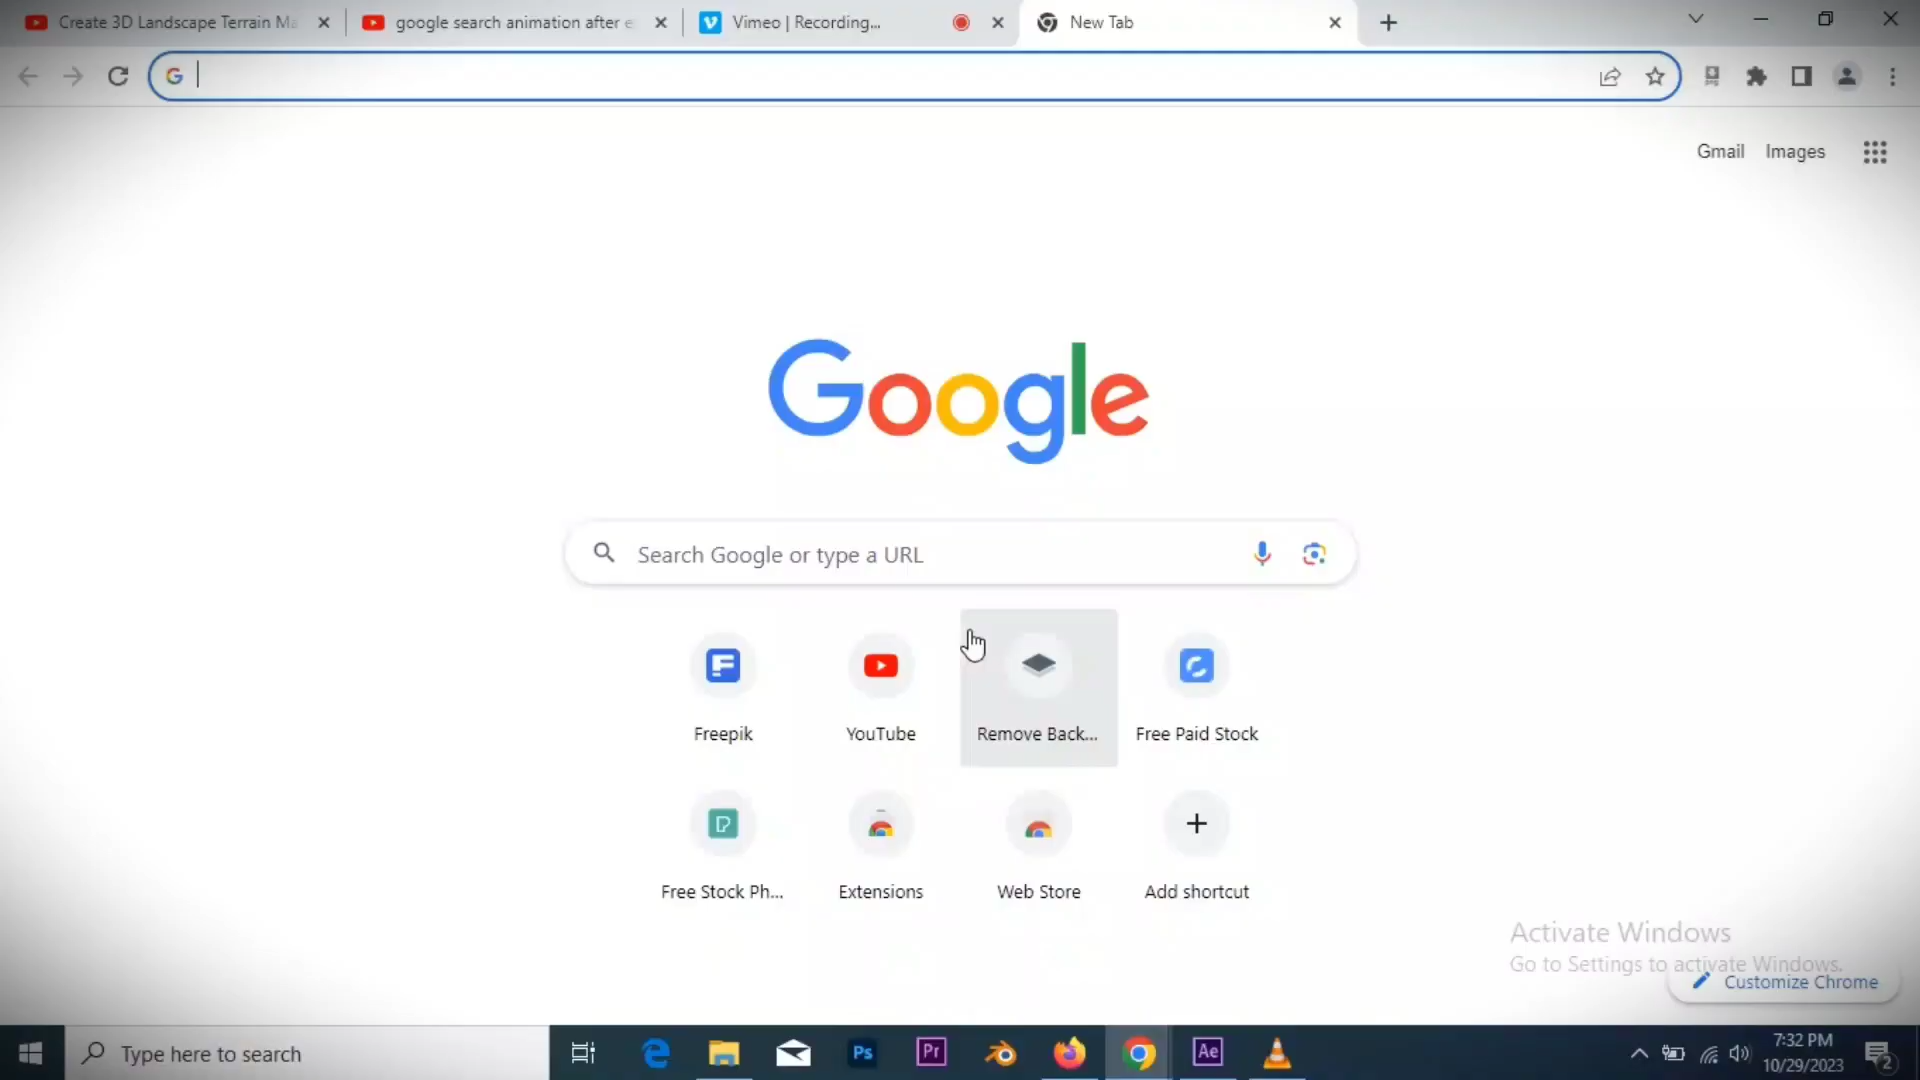 Create 3D Landscape Terrain Ma
google search animation after e
Vimeo | Recording...
New Tab
Gmail Images
Google
Search Google or type a URL
Freepik
YouTube
Remove Back...
Free Paid Stock
Free Stock Ph...
Extensions
Web Store
Add shortcut
Activate Windows
Go to Settings to activate Windows.
Customize Chrome
Type here to search
Ps
Pr
Ae
7:32 PM
10/29/2023
2